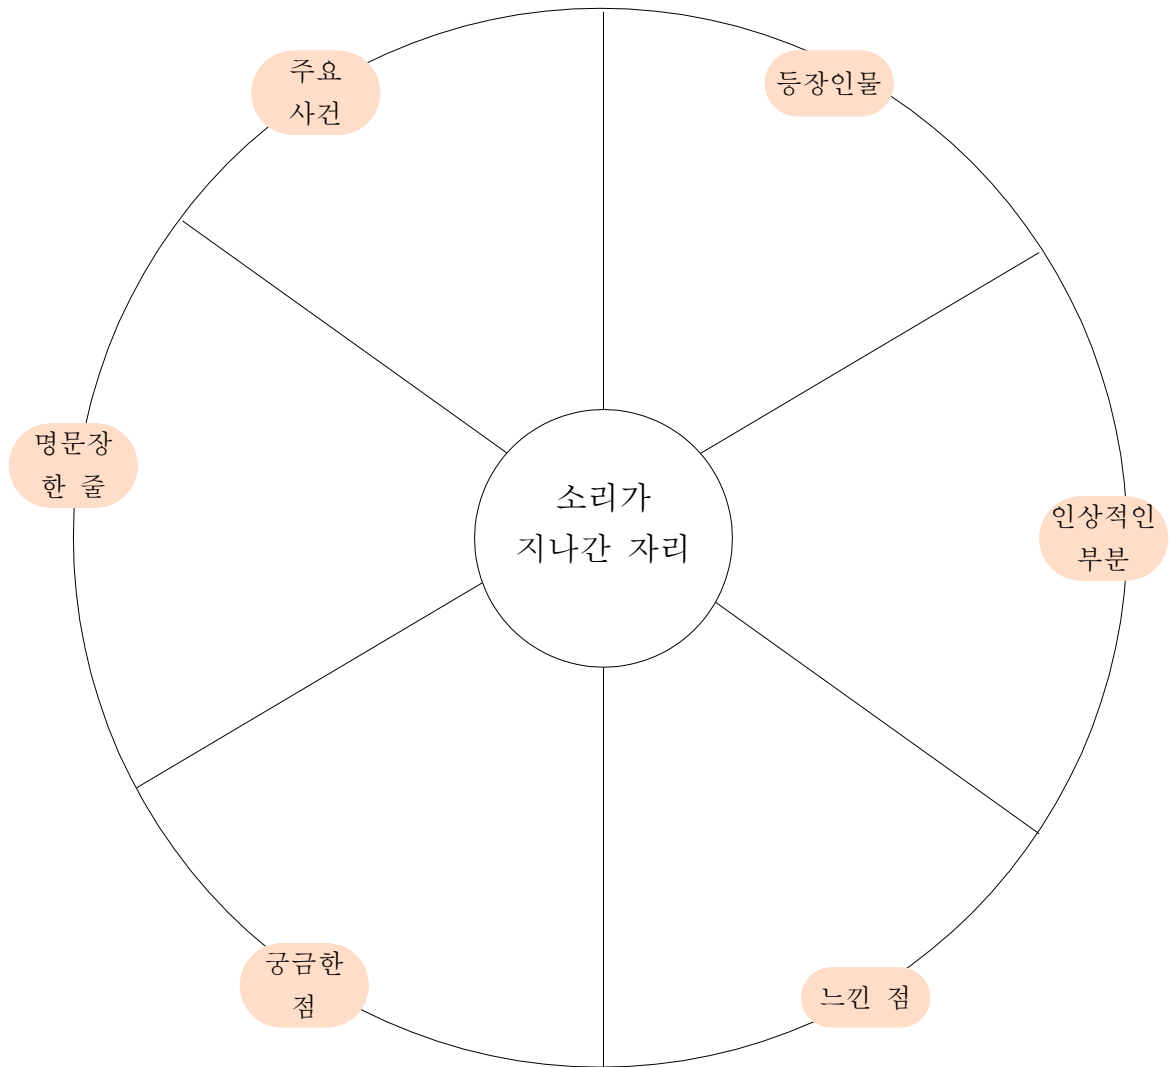 주요
사건
등장인물
명문장
한 줄
소리가
지나간 자리
인상적인
부분
궁금한
점
느낀 점